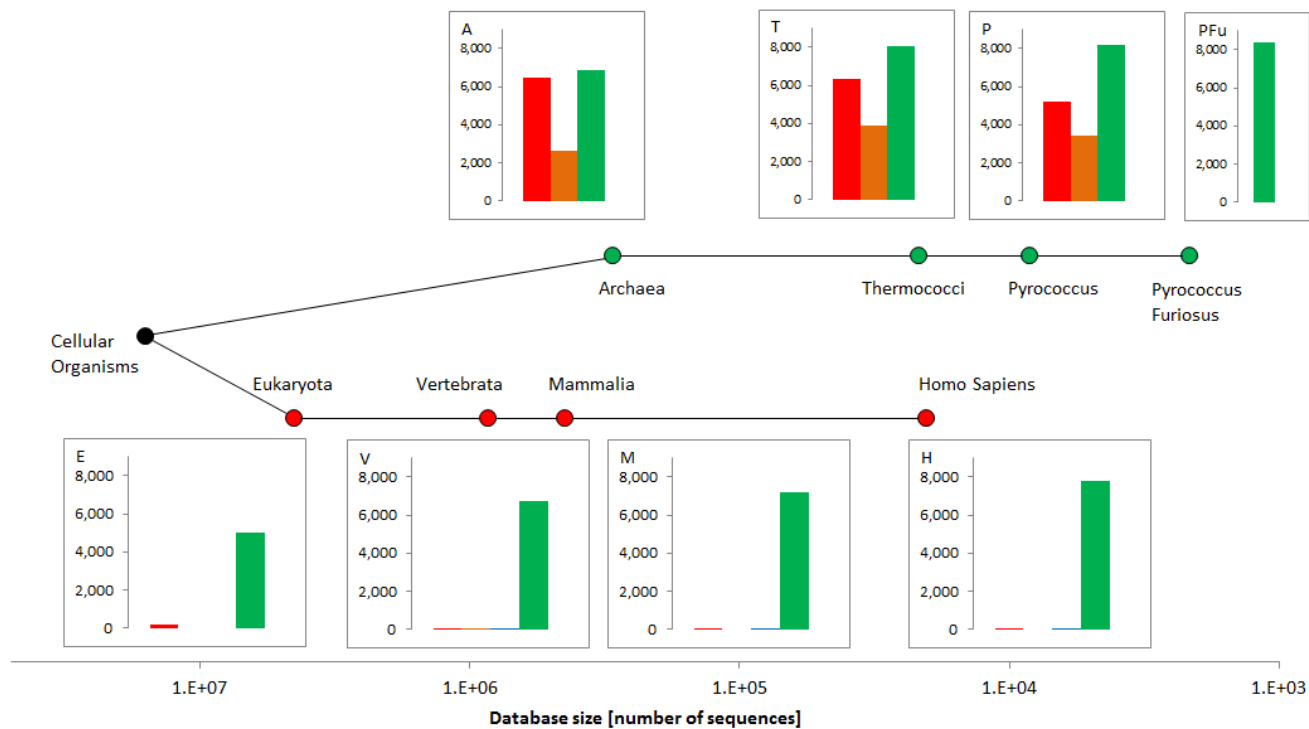 A
8,000
6,000
4,000
2,000
0
T
8,000
6,000
4,000
2,000
0
P
8,000
6,000
4,000
2,000
0
PFu
8,000
6,000
4,000
2,000
0
Archaea
Thermococci
Pyrococcus
Pyrococcus
Furiosus
Cellular
Organisms
Eukaryota
Vertebrata
Mammalia
Homo Sapiens
E
8,000
6,000
4,000
2,000
0
V
8,000
6,000
4,000
2,000
0
M
8,000
6,000
4,000
2,000
0
H
8,000
6,000
4,000
2,000
0
1.E+07
1.E+06
1.E+05
1.E+04
1.E+03
Database size [number of sequences]